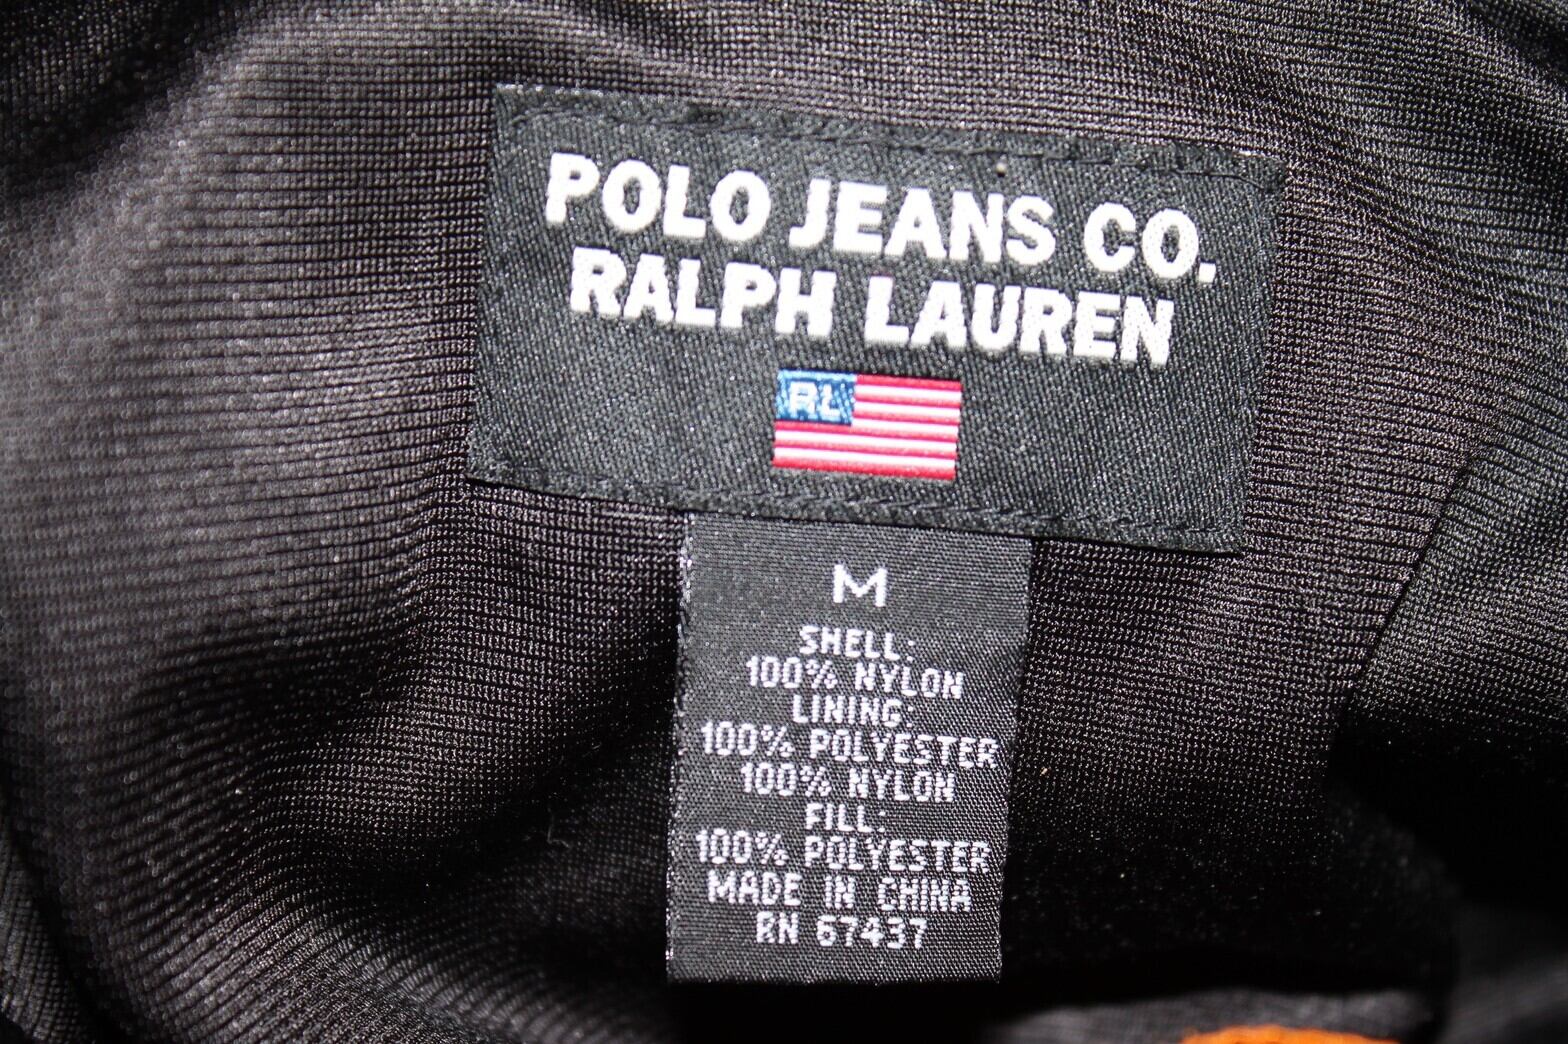 POLO JEANS CO.
RALPH LAUREN
RL
M
SHELL:
100% NYLON
LINING:
100% POLYESTER
100% NYLON
FILL:
100% POLYESTER
MADE IN CHINA
RN 67437